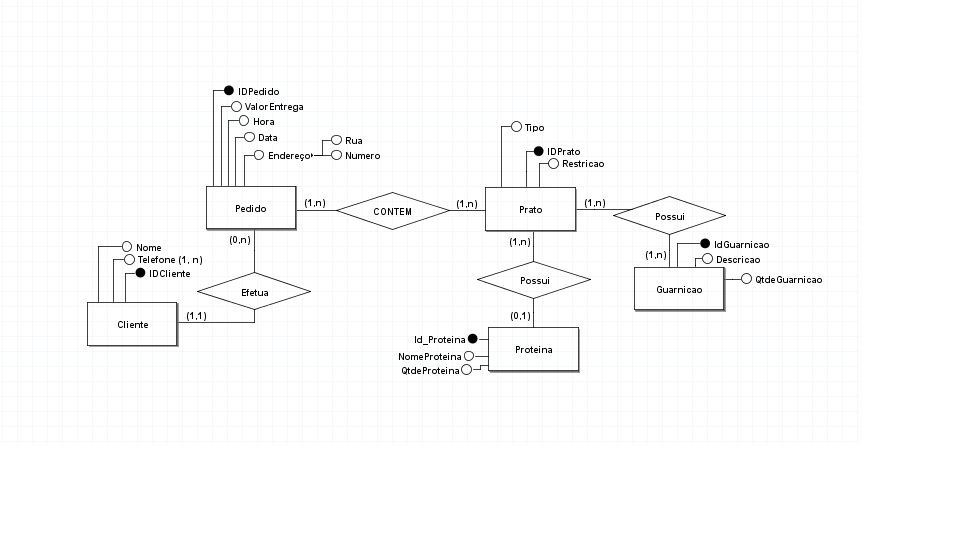 IDPedido
ValorEntrega
Hora
Data
Endereço
Rua
Numero
Tipo
IDPrato
Restricao
Pedido
(1,n)
CONTEM
(1,n)
Prato
(1,n)
Possui
(0,n)
(1,n)
(1,n)
IdGuarnicao
Descricao
QtdeGuarnicao
Guarnicao
Nome
Telefone (1, n)
IDCliente
Efetua
Possui
Cliente
(1,1)
(0,1)
Id_Proteina
NomeProteina
QtdeProteina
Proteina